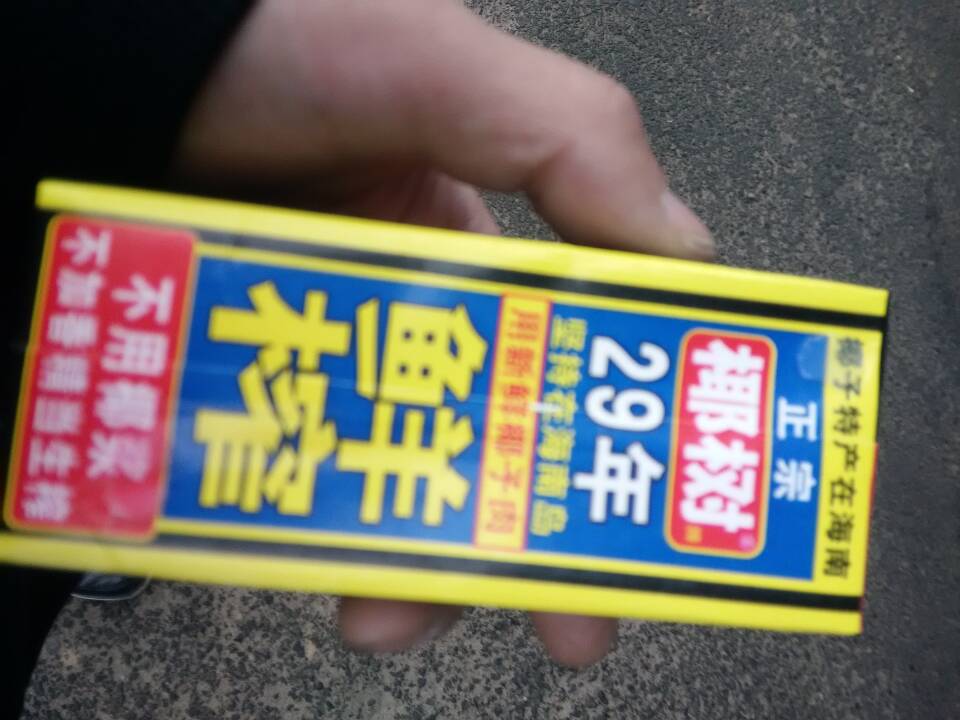 椰子特产在海南
正宗
椰树
29年
坚持在海南岛
用新鲜椰子肉
鲜榨
不用椰浆
不加香精当生榨